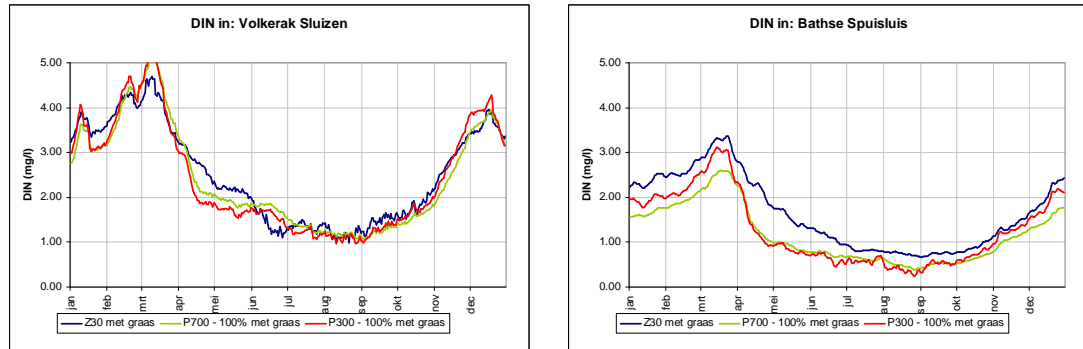 DIN in: Volkerak Sluizen
DIN (mg/l)
5.00
4.00
3.00
2.00
1.00
0.00
jan
feb
mrt
apr
mei
jun
jul
aug
sep
okt
nov
dec
Z30 met graas
P700 - 100% met graas
P300 - 100% met graas
DIN in: Bathse Spuisluis
DIN (mg/l)
5.00
4.00
3.00
2.00
1.00
0.00
jan
feb
mrt
apr
mei
jun
jul
aug
sep
okt
nov
dec
Z30 met graas
P700 - 100% met graas
P300 - 100% met graas